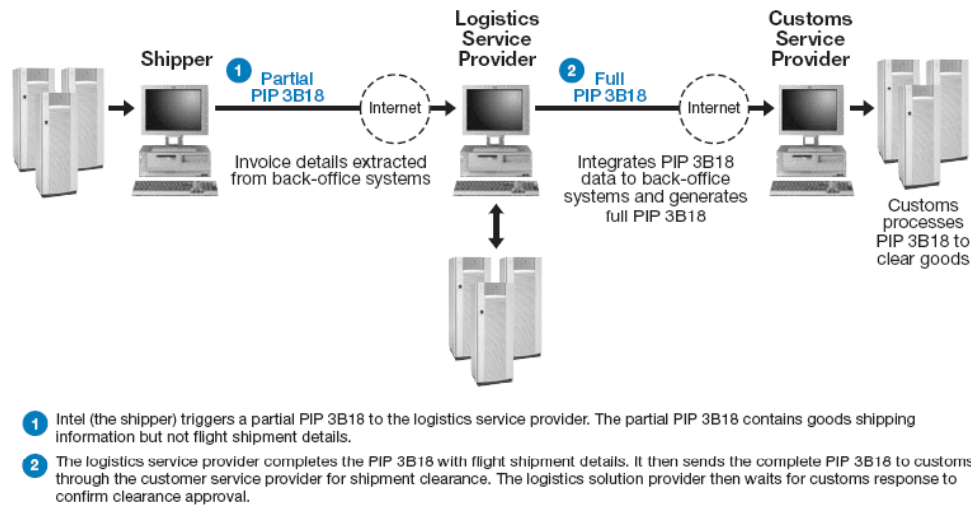 Logistics
Service
Provider
Customs
Service
Provider
Shipper
1 Partial
PIP 3B18
2 Full
PIP 3B18
Internet
Internet
Invoice details extracted
from back-office systems
Integrates PIP 3B18
data to back-office
systems and generates
full PIP 3B18
Customs
processes
PIP 3B18 to
clear goods
1 Intel (the shipper) triggers a partial PIP 3B18 to the logistics service provider. The partial PIP 3B18 contains goods shipping
information but not flight shipment details.
2 The logistics service provider completes the PIP 3B18 with flight shipment details. It then sends the complete PIP 3B18 to customs
through the customer service provider for shipment clearance. The logistics solution provider then waits for customs response to
confirm clearance approval.